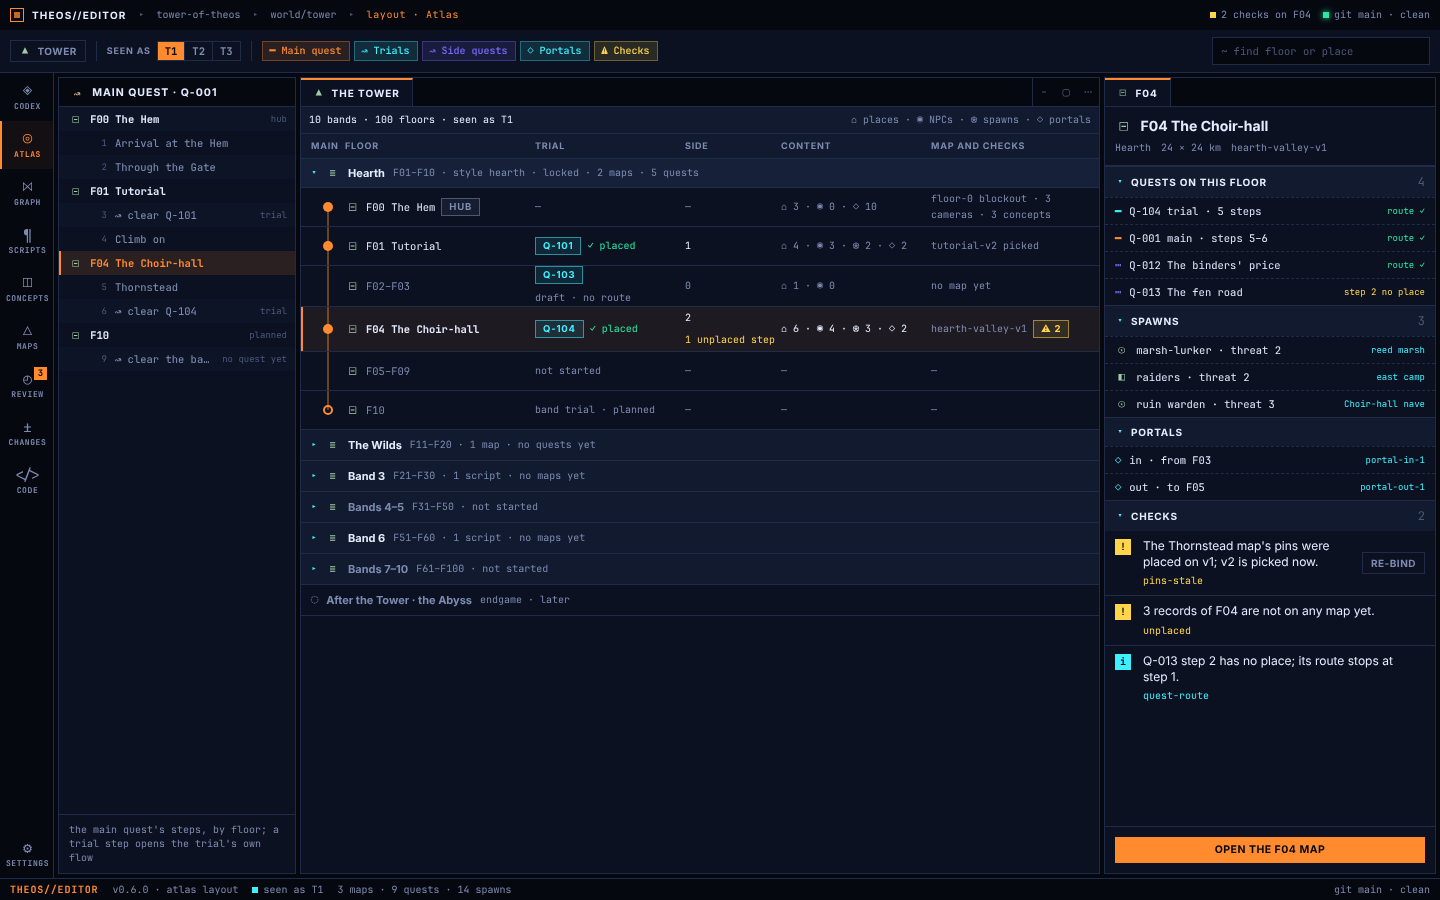 THEOS//EDITOR ‣ tower-of-theos ‣ world/tower ‣ layout · Atlas
2 checks on F04 git main · clean
▲ TOWER SEEN AS T1 T2 T3 Main quest Trials Side quests Portals Checks
~ find floor or place
CODEX
ATLAS
GRAPH
SCRIPTS
CONCEPTS
MAPS
3
REVIEW
CHANGES
</> CODE
SETTINGS
MAIN QUEST · Q-001
F00 The Hem hub
1 Arrival at the Hem
2 Through the Gate
F01 Tutorial
3 clear Q-101 trial
4 Climb on
F04 The Choir-hall
5 Thornstead
6 clear Q-104 trial
F10 planned
9 clear the ba… no quest yet
the main quest's steps, by floor; a
trial step opens the trial's own
flow
▲ THE TOWER
10 bands · 100 floors · seen as T1
⌂ places · ◉ NPCs · ⊗ spawns · ◇ portals
MAIN FLOOR TRIAL SIDE CONTENT MAP AND CHECKS
Hearth F01–F10 · style hearth · locked · 2 maps · 5 quests
F00 The Hem HUB — — ⌂ 3 · ◉ 0 · ◇ 10 floor-0 blockout · 3
cameras · 3 concepts
F01 Tutorial Q-101 ✓ placed 1 ⌂ 4 · ◉ 3 · ⊗ 2 · ◇ 2 tutorial-v2 picked
F02–F03 Q-103 0 ⌂ 1 · ◉ 0 no map yet
draft · no route
F04 The Choir-hall Q-104 ✓ placed 2 ⌂ 6 · ◉ 4 · ⊗ 3 · ◇ 2 hearth-valley-v1 ▲ 2
1 unplaced step
F05–F09 not started — — —
F10 band trial · planned — — —
The Wilds F11–F20 · 1 map · no quests yet
Band 3 F21–F30 · 1 script · no maps yet
Bands 4–5 F31–F50 · not started
Band 6 F51–F60 · 1 script · no maps yet
Bands 7–10 F61–F100 · not started
After the Tower · the Abyss endgame · later
F04
F04 The Choir-hall
Hearth 24 × 24 km hearth-valley-v1
QUESTS ON THIS FLOOR 4
Q-104 trial · 5 steps route ✓
Q-001 main · steps 5–6 route ✓
Q-012 The binders' price route ✓
Q-013 The fen road step 2 no place
SPAWNS 3
marsh-lurker · threat 2 reed marsh
raiders · threat 2 east camp
ruin warden · threat 3 Choir-hall nave
PORTALS
in · from F03 portal-in-1
out · to F05 portal-out-1
CHECKS 2
! The Thornstead map's pins were
placed on v1; v2 is picked now.
RE-BIND
pins-stale
! 3 records of F04 are not on any map yet.
unplaced
i Q-013 step 2 has no place; its route stops at
step 1.
quest-route
OPEN THE F04 MAP
THEOS//EDITOR v0.6.0 · atlas layout seen as T1 3 maps · 9 quests · 14 spawns
git main · clean